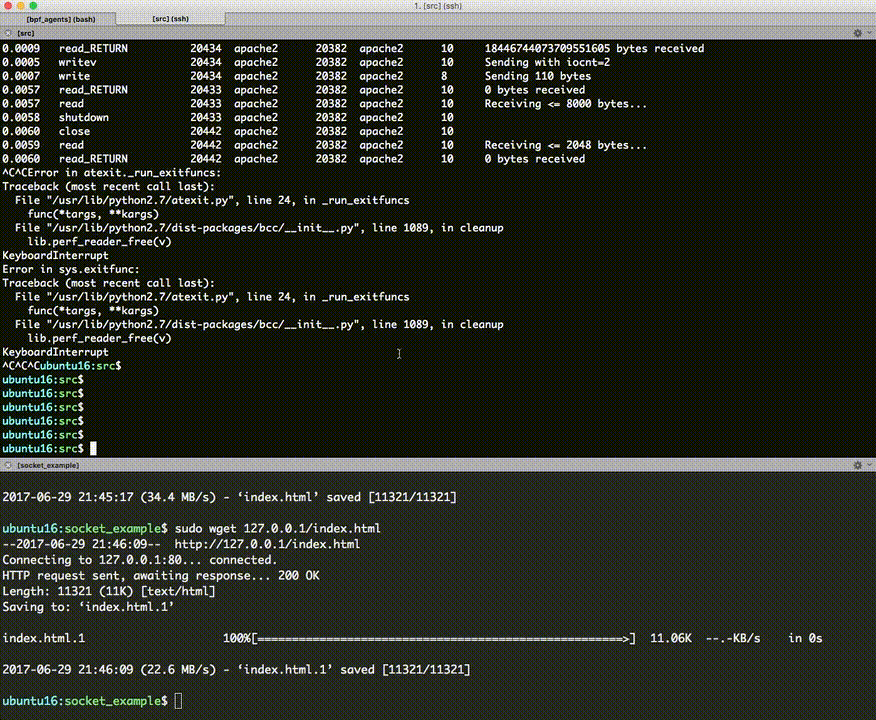 1. [src] (ssh)
[bpf_agents] (bash) [src] (ssh)
[src]
0.0009 read_RETURN 20434 apache2 20382 apache2 10 18446744073709551605 bytes received
0.0005 writev 20434 apache2 20382 apache2 10 Sending with iocnt=2
0.0007 write 20434 apache2 20382 apache2 8 Sending 110 bytes
0.0057 read_RETURN 20433 apache2 20382 apache2 10 0 bytes received
0.0057 read 20433 apache2 20382 apache2 10 Receiving <= 8000 bytes...
0.0058 shutdown 20433 apache2 20382 apache2 10
0.0060 close 20442 apache2 20382 apache2 10
0.0059 read 20442 apache2 20382 apache2 10 Receiving <= 2048 bytes...
0.0060 read_RETURN 20442 apache2 20382 apache2 10 0 bytes received
^C^CError in atexit._run_exitfuncs:
Traceback (most recent call last):
File "/usr/lib/python2.7/atexit.py", line 24, in _run_exitfuncs
func(*targs, **kargs)
File "/usr/lib/python2.7/dist-packages/bcc/__init__.py", line 1089, in cleanup
lib.perf_reader_free(v)
KeyboardInterrupt
Error in sys.exitfunc:
Traceback (most recent call last):
File "/usr/lib/python2.7/atexit.py", line 24, in _run_exitfuncs
func(*targs, **kargs)
File "/usr/lib/python2.7/dist-packages/bcc/__init__.py", line 1089, in cleanup
lib.perf_reader_free(v)
KeyboardInterrupt
^C^C^Cubuntu16:src$
ubuntu16:src$
ubuntu16:src$
ubuntu16:src$
ubuntu16:src$
ubuntu16:src$
ubuntu16:src$
[socket_example]
2017-06-29 21:45:17 (34.4 MB/s) - ‘index.html’ saved [11321/11321]
ubuntu16:socket_example$ sudo wget 127.0.0.1/index.html
--2017-06-29 21:46:09-- http://127.0.0.1/index.html
Connecting to 127.0.0.1:80... connected.
HTTP request sent, awaiting response... 200 OK
Length: 11321 (11K) [text/html]
Saving to: ‘index.html.1’
index.html.1 100%[=====================================================>] 11.06K --.-KB/s in 0s
2017-06-29 21:46:09 (22.6 MB/s) - ‘index.html.1’ saved [11321/11321]
ubuntu16:socket_example$